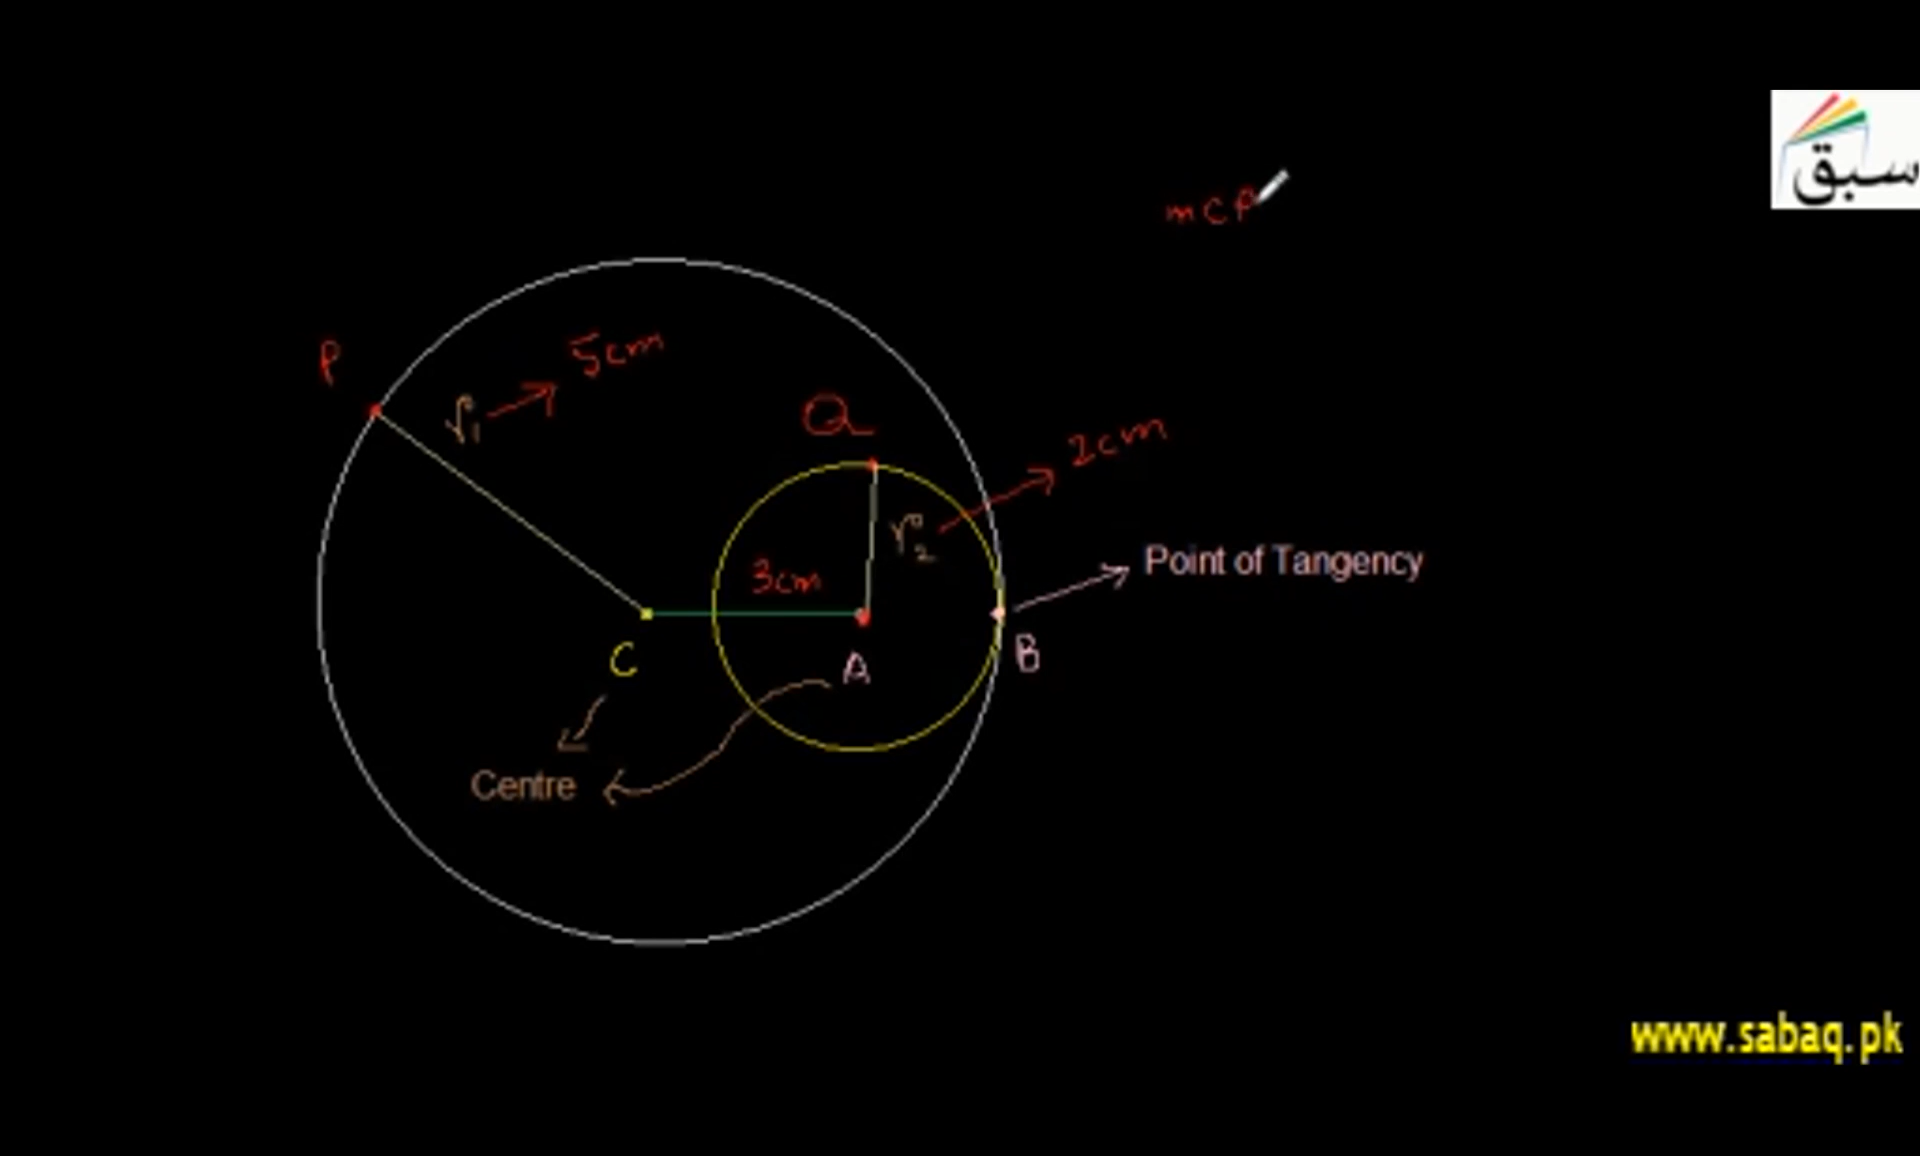 سبق
mCP
P
r₁
5cm
Q
2cm
r₂
Point of Tangency
3cm
C
A
B
Centre
www.sabaq.pk